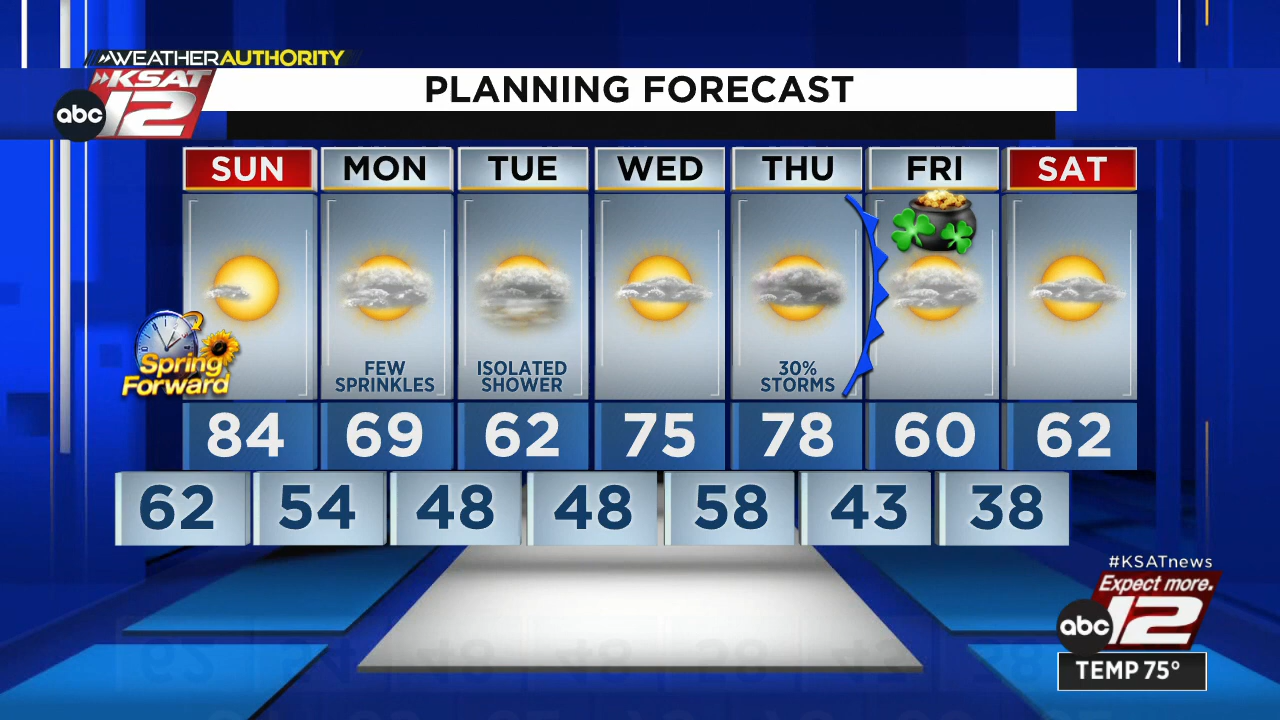 WEATHERAUTHORITY
KSAT
abc 12
PLANNING FORECAST
SUN MON TUE WED THU FRI SAT
Spring
Forward
FEW
SPRINKLES
ISOLATED
SHOWER
30%
STORMS
84 69 62 75 78 60 62
62 54 48 48 58 43 38
#KSATnews
Expect more.
abc 12
TEMP 75°